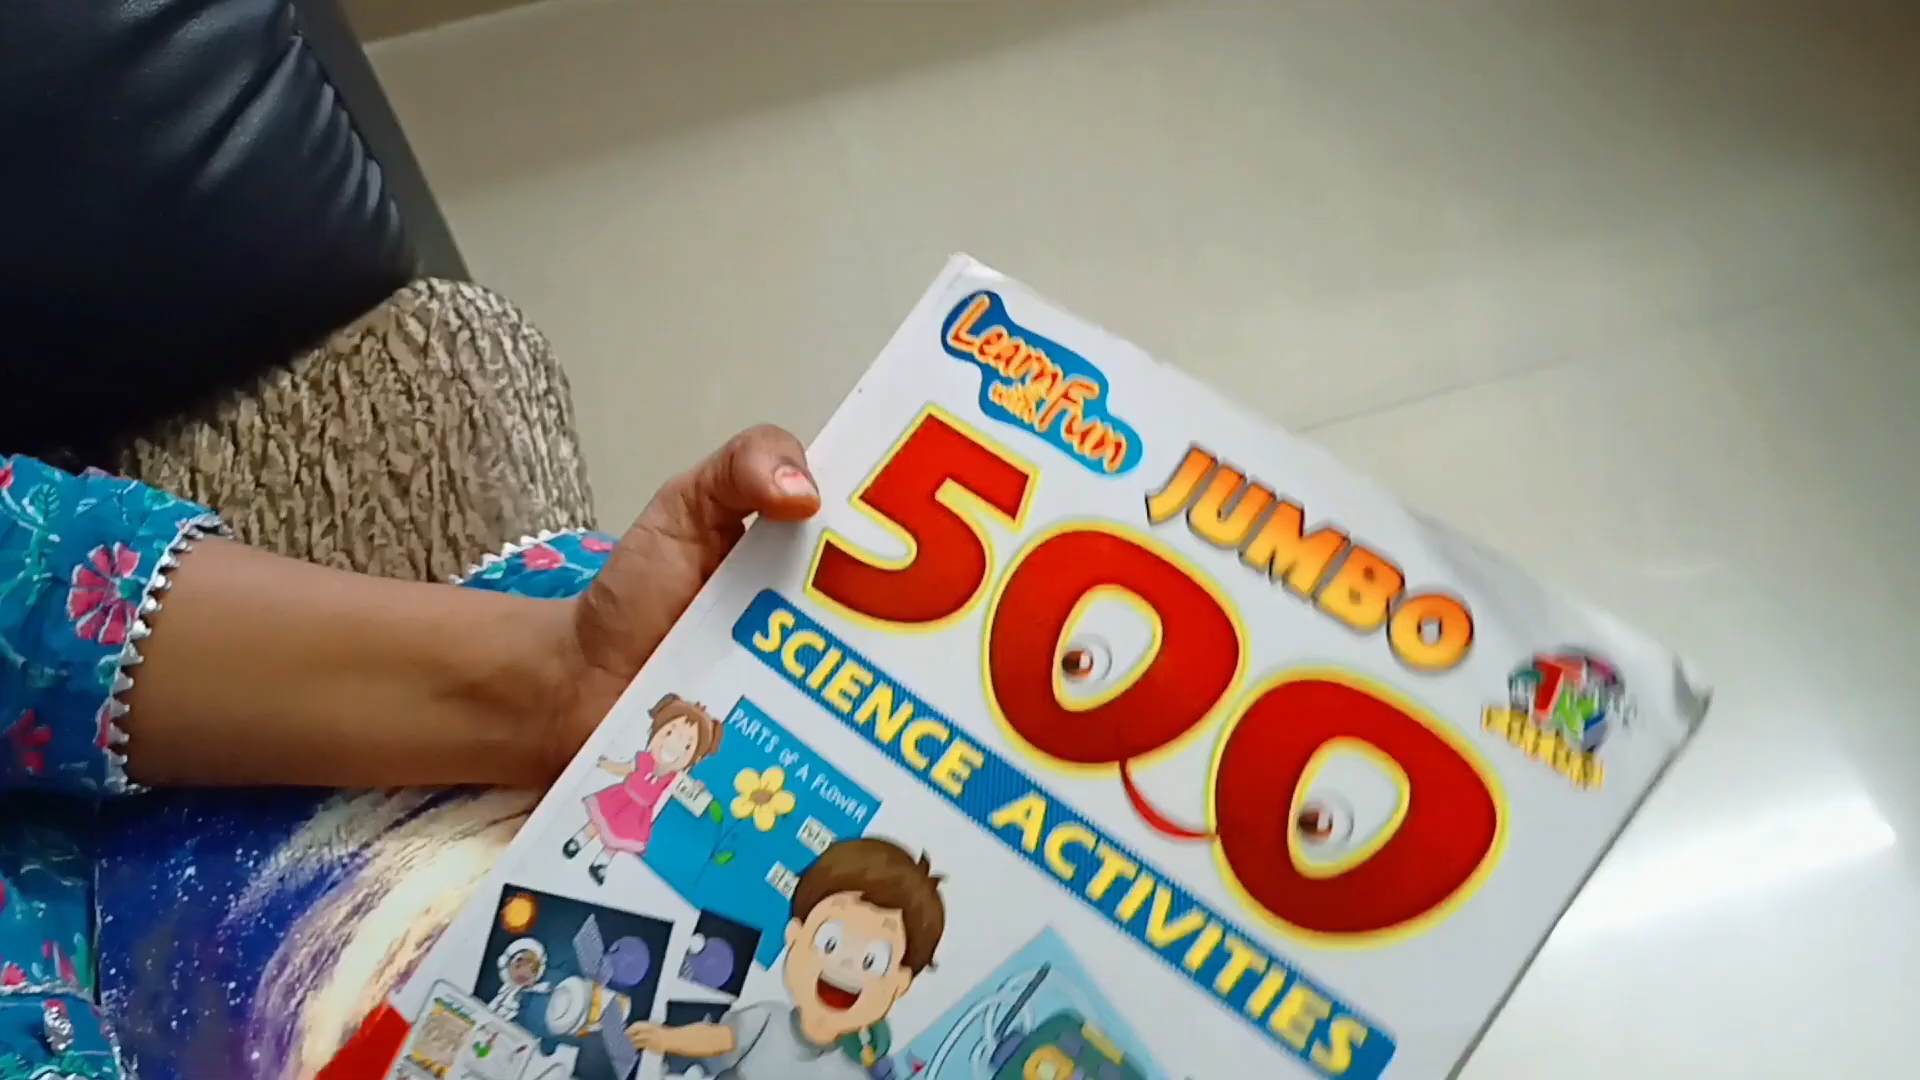 Learn
with Fun
JUMBO
500
SCIENCE ACTIVITIES
PARTS OF A FLOWER